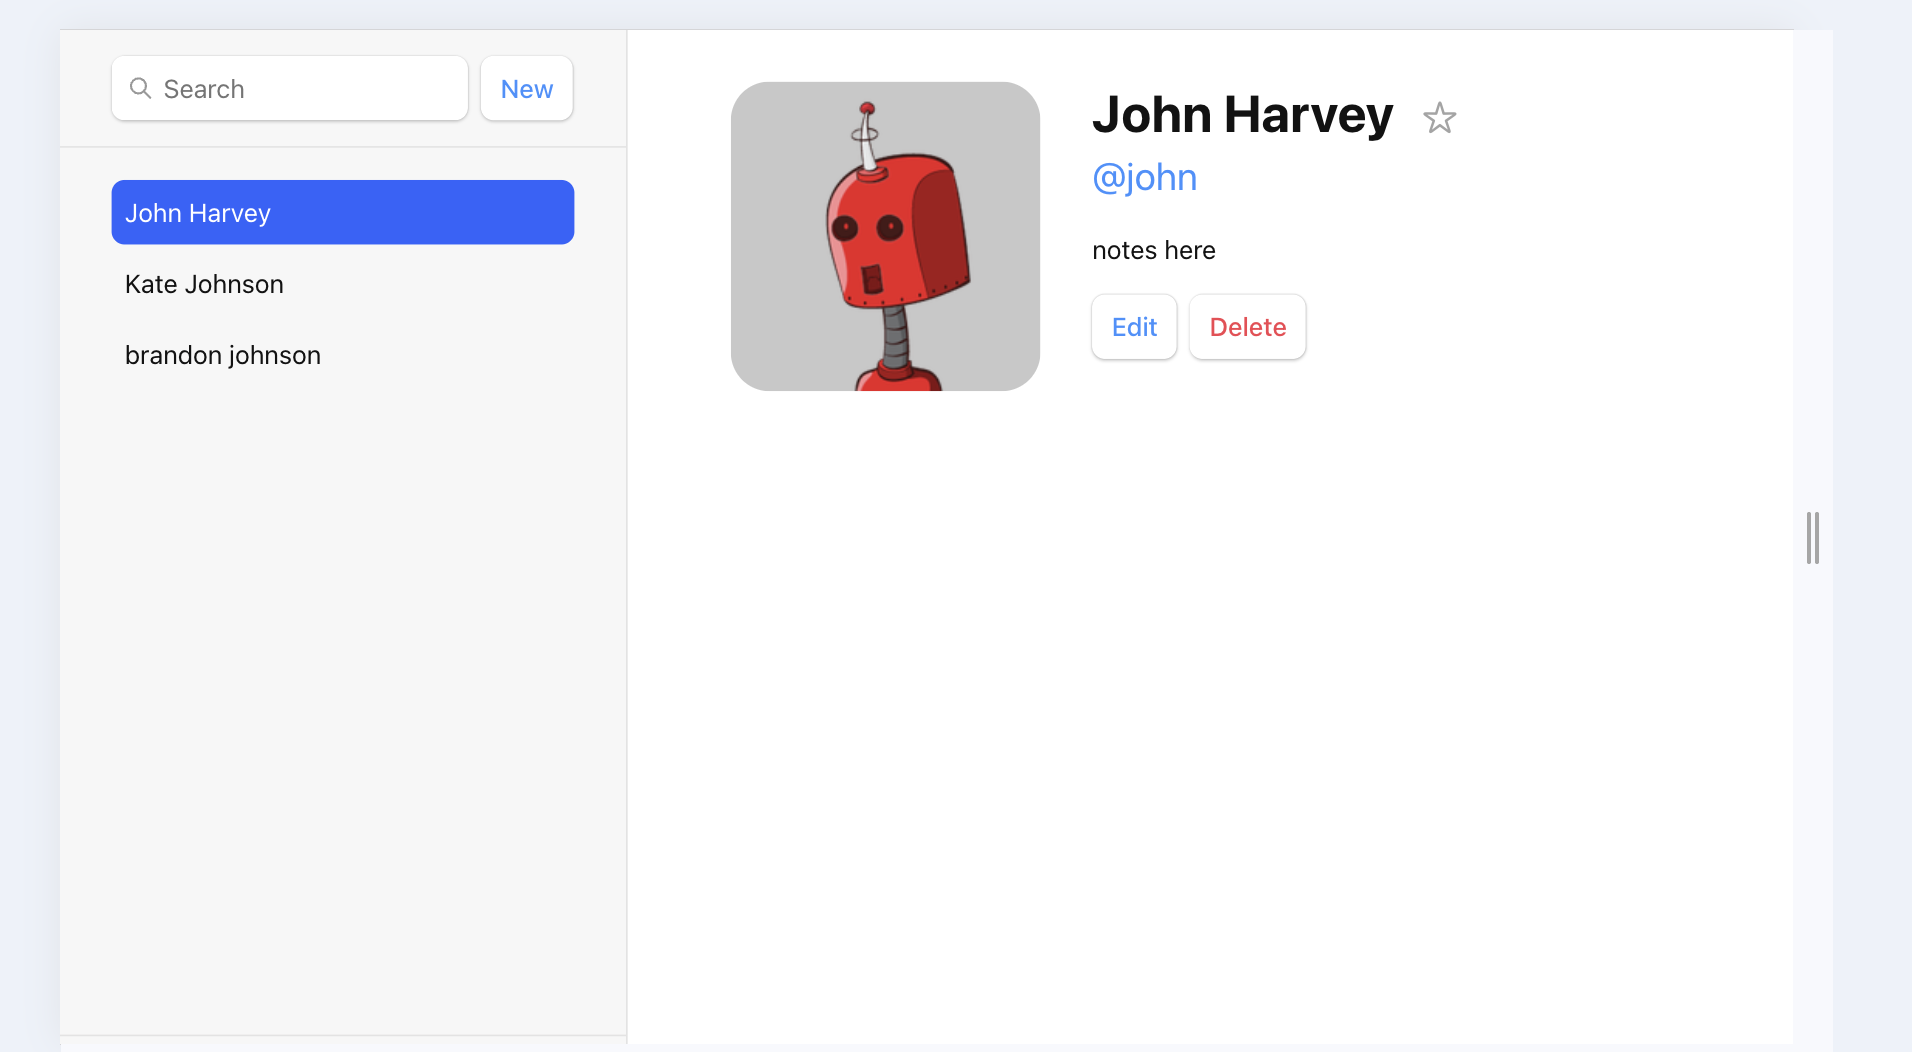 Search
New
John Harvey
Kate Johnson
brandon johnson
John Harvey
@john
notes here
Edit
Delete